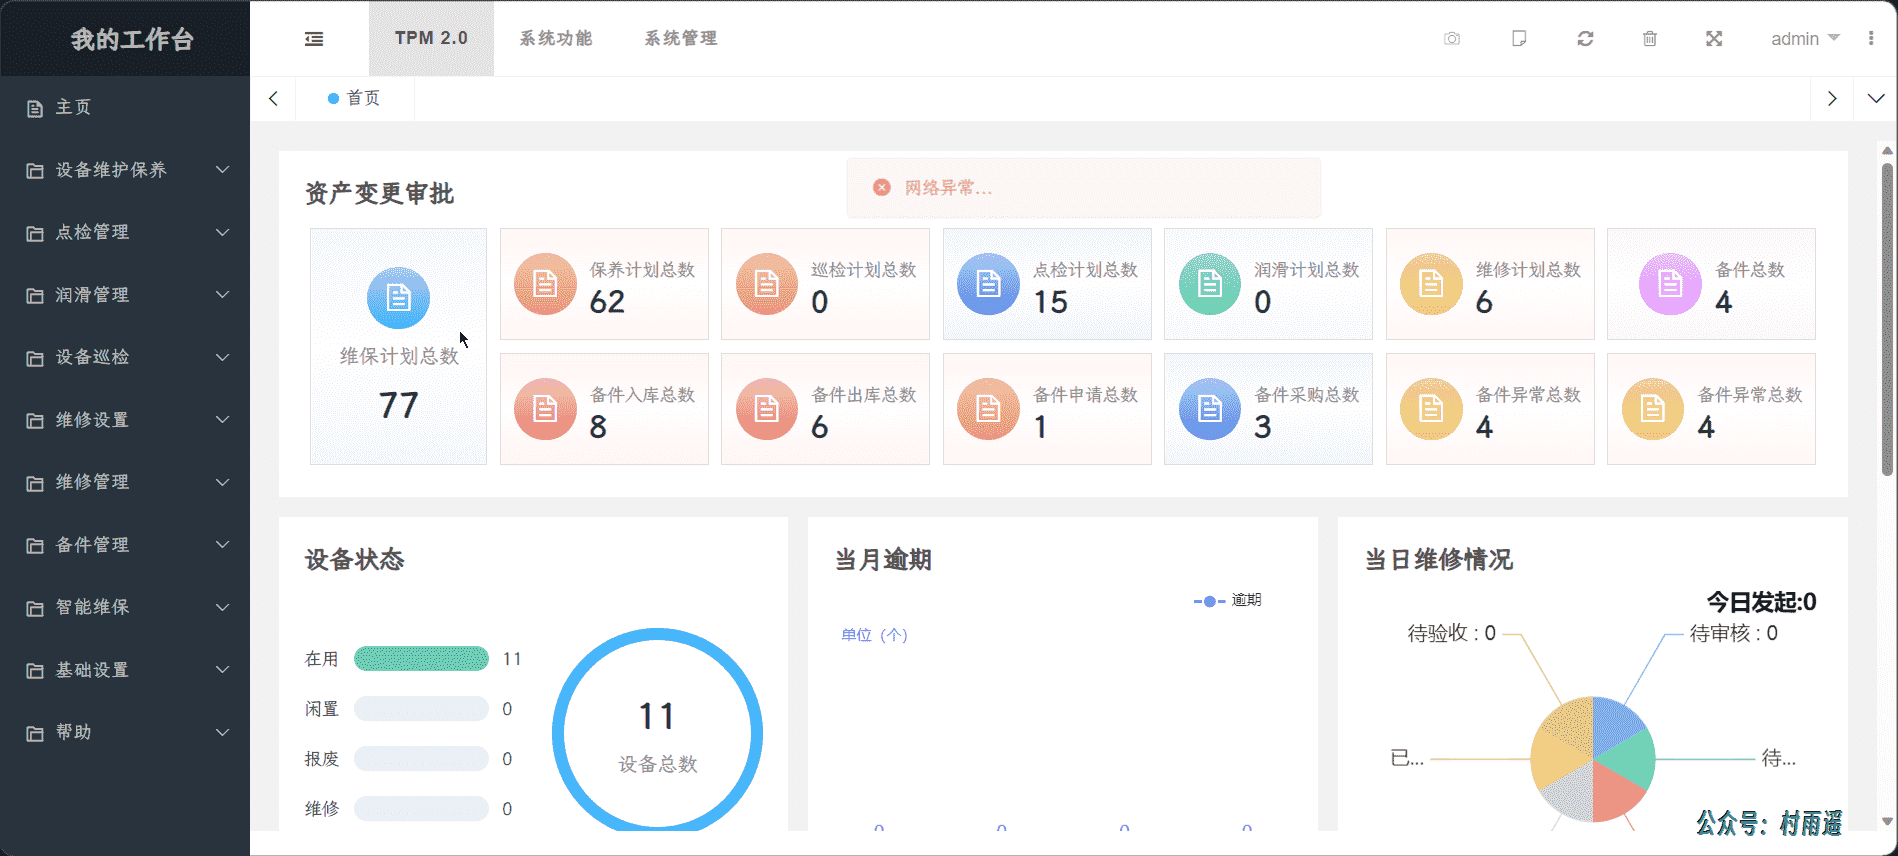 我的工作台
TPM 2.0
系统功能
系统管理
admin
首页
主页
设备维护保养
点检管理
润滑管理
设备巡检
维修设置
维修管理
备件管理
智能维保
基础设置
帮助
资产变更审批
网络异常...
维保计划总数
77
保养计划总数
62
巡检计划总数
0
点检计划总数
15
润滑计划总数
0
维修计划总数
6
备件总数
4
备件入库总数
8
备件出库总数
6
备件申请总数
1
备件采购总数
3
备件异常总数
4
备件异常总数
4
设备状态
在用 11
闲置 0
报废 0
维修 0
11
设备总数
当月逾期
逾期
单位（个）
0 0 0 0
当日维修情况
今日发起:0
待验收 : 0
待审核 : 0
已...
待...
公众号：村雨遥